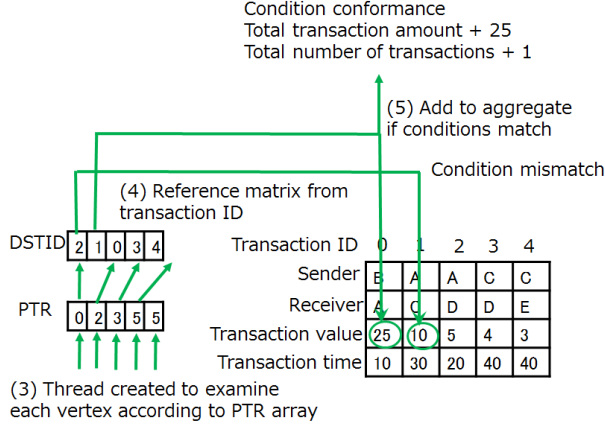 Condition conformance
Total transaction amount + 25
Total number of transactions + 1
(5) Add to aggregate
if conditions match
Condition mismatch
(4) Reference matrix from
transaction ID
DSTID 2 1 0 3 4
PTR 0 2 3 5 5
(3) Thread created to examine
each vertex according to PTR array
Transaction ID 0 1 2 3 4
Sender B A A C C
Receiver A C D D E
Transaction value 25 10 5 4 3
Transaction time 10 30 20 40 40